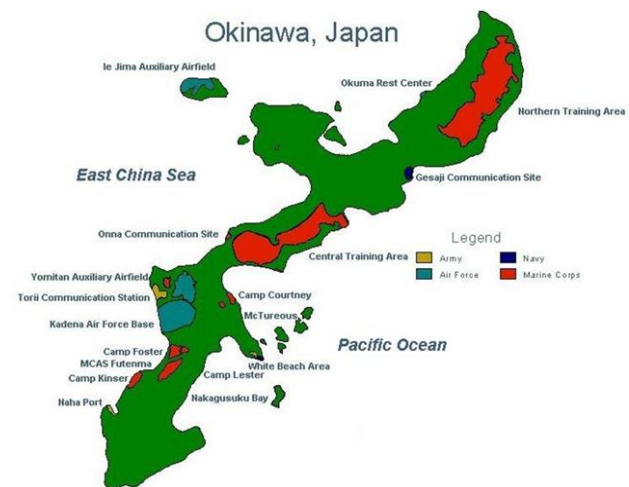 Okinawa, Japan
Ie Jima Auxiliary Airfield
Okuma Rest Center
Northern Training Area
East China Sea
Gesaji Communication Site
Onna Communication Site
Legend
Central Training Area
Army
Navy
Air Force
Marine Corps
Yomitan Auxiliary Airfield
Torii Communication Station
Camp Courtney
McTureous
Kadena Air Force Base
Pacific Ocean
Camp Foster
MCAS Futenma
White Beach Area
Camp Kinser
Camp Lester
Naha Port
Nakagusuku Bay